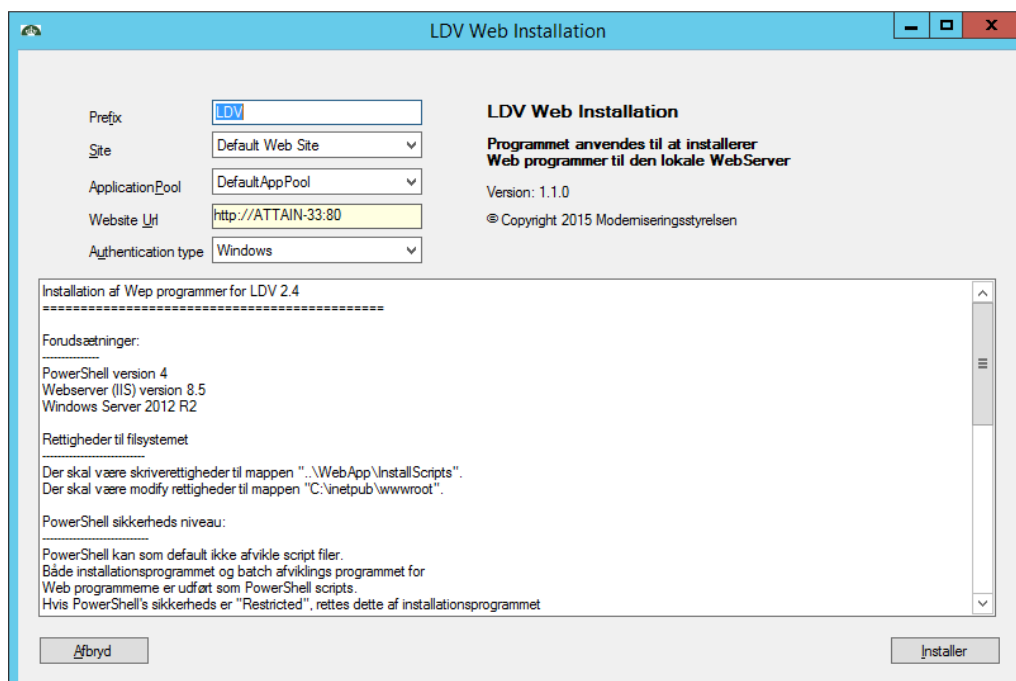 LDV Web Installation
Prefix LDV
Site Default Web Site
ApplicationPool DefaultAppPool
Website Url http://ATTAIN-33:80
Authentication type Windows
LDV Web Installation
Programmet anvendes til at installerer
Web programmer til den lokale WebServer
Version: 1.1.0
© Copyright 2015 Moderniseringsstyrelsen
Installation af Wep programmer for LDV 2.4
=============================================
Forudsætninger:
---------------
PowerShell version 4
Webserver (IIS) version 8.5
Windows Server 2012 R2
Rettigheder til filsystemet
---------------------------
Der skal være skriverettigheder til mappen "..\WebApp\InstallScripts".
Der skal være modify rettigheder til mappen "C:\inetpub\wwwroot".
PowerShell sikkerheds niveau:
----------------------------
PowerShell kan som default ikke afvikle script filer.
Både installationsprogrammet og batch afviklings programmet for
Web programmerne er udført som PowerShell scripts.
Hvis PowerShell's sikkerheds er "Restricted", rettes dette af installationsprogrammet
Afbryd
Installer